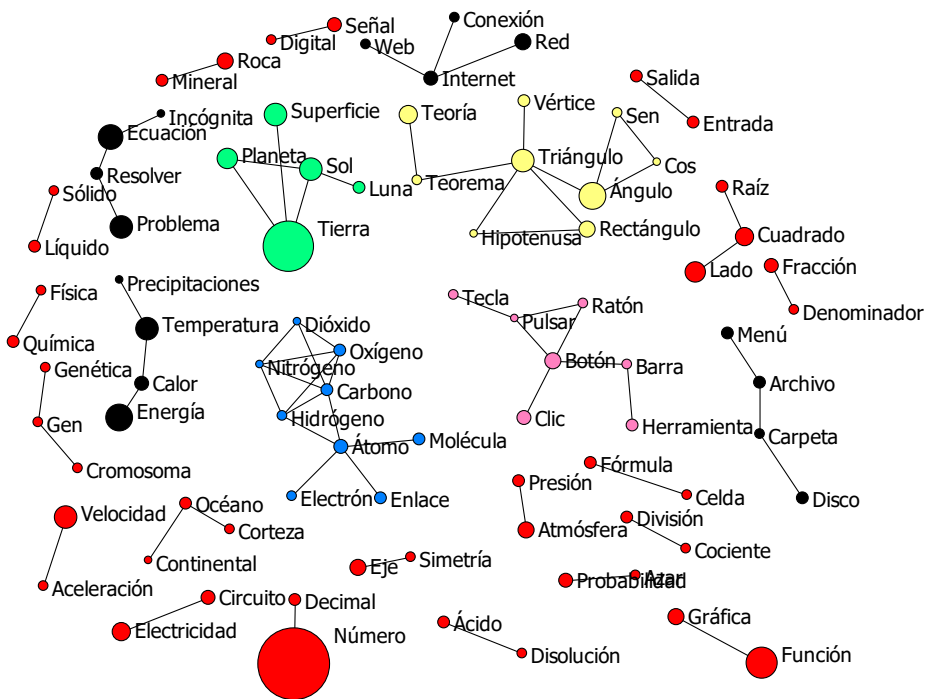 Conexión
Señal
Digital
Web
Red
Roca
Mineral
Internet
Salida
Incógnita
Superficie
Teoría
Vértice
Sen
Entrada
Ecuación
Planeta
Sol
Triángulo
Cos
Resolver
Luna
Teorema
Ángulo
Raíz
Sólido
Problema
Tierra
Hipotenusa
Rectángulo
Cuadrado
Líquido
Lado
Fracción
Física
Precipitaciones
Tecla
Ratón
Denominador
Química
Temperatura
Dióxido
Pulsar
Menú
Oxígeno
Genética
Nitrógeno
Botón
Barra
Calor
Carbono
Archivo
Gen
Energía
Hidrógeno
Clic
Herramienta
Carpeta
Átomo
Molécula
Cromosoma
Fórmula
Presión
Electrón
Enlace
Celda
Disco
Velocidad
Océano
Corteza
Atmósfera
División
Cociente
Continental
Eje
Simetría
Aceleración
Probabilidad
Azar
Circuito
Decimal
Electricidad
Número
Ácido
Gráfica
Disolución
Función